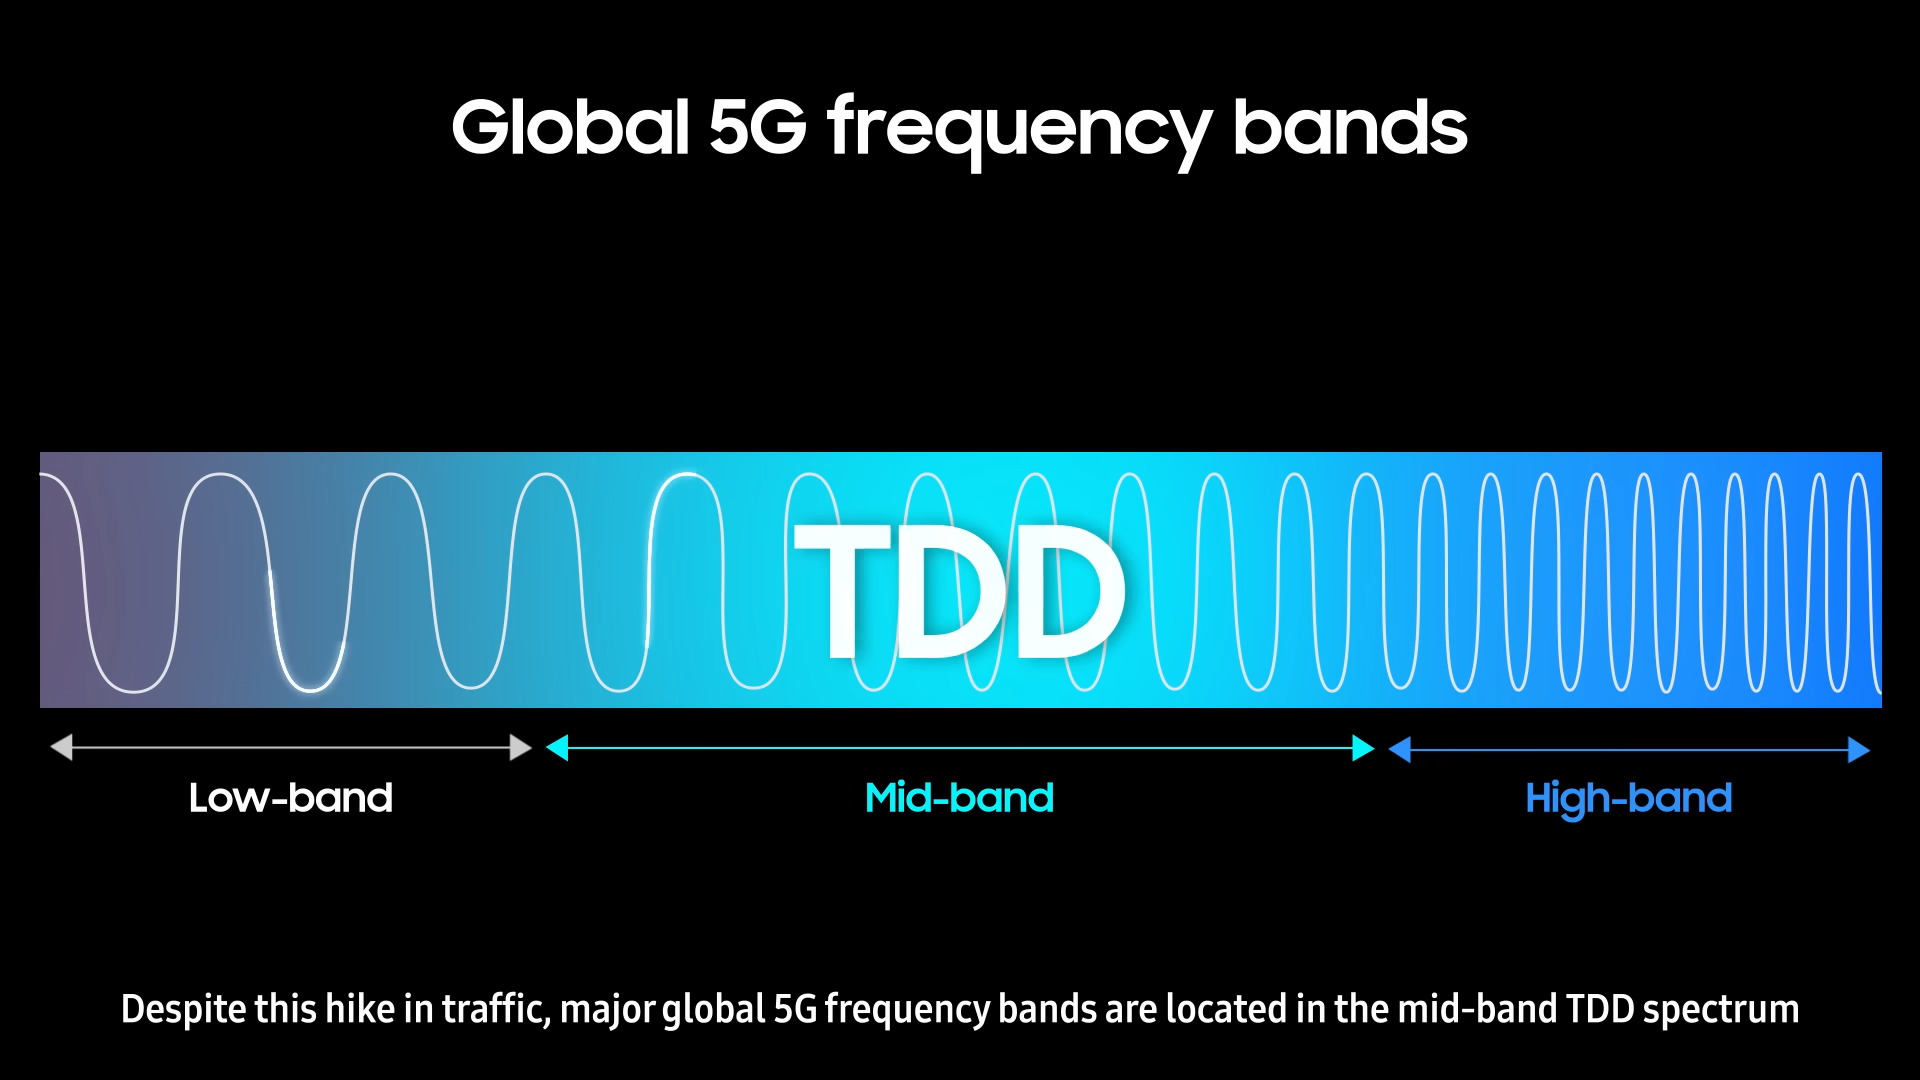 Global 5G frequency bands
TDD
Low-band
Mid-band
High-band
Despite this hike in traffic, major global 5G frequency bands are located in the mid-band TDD spectrum